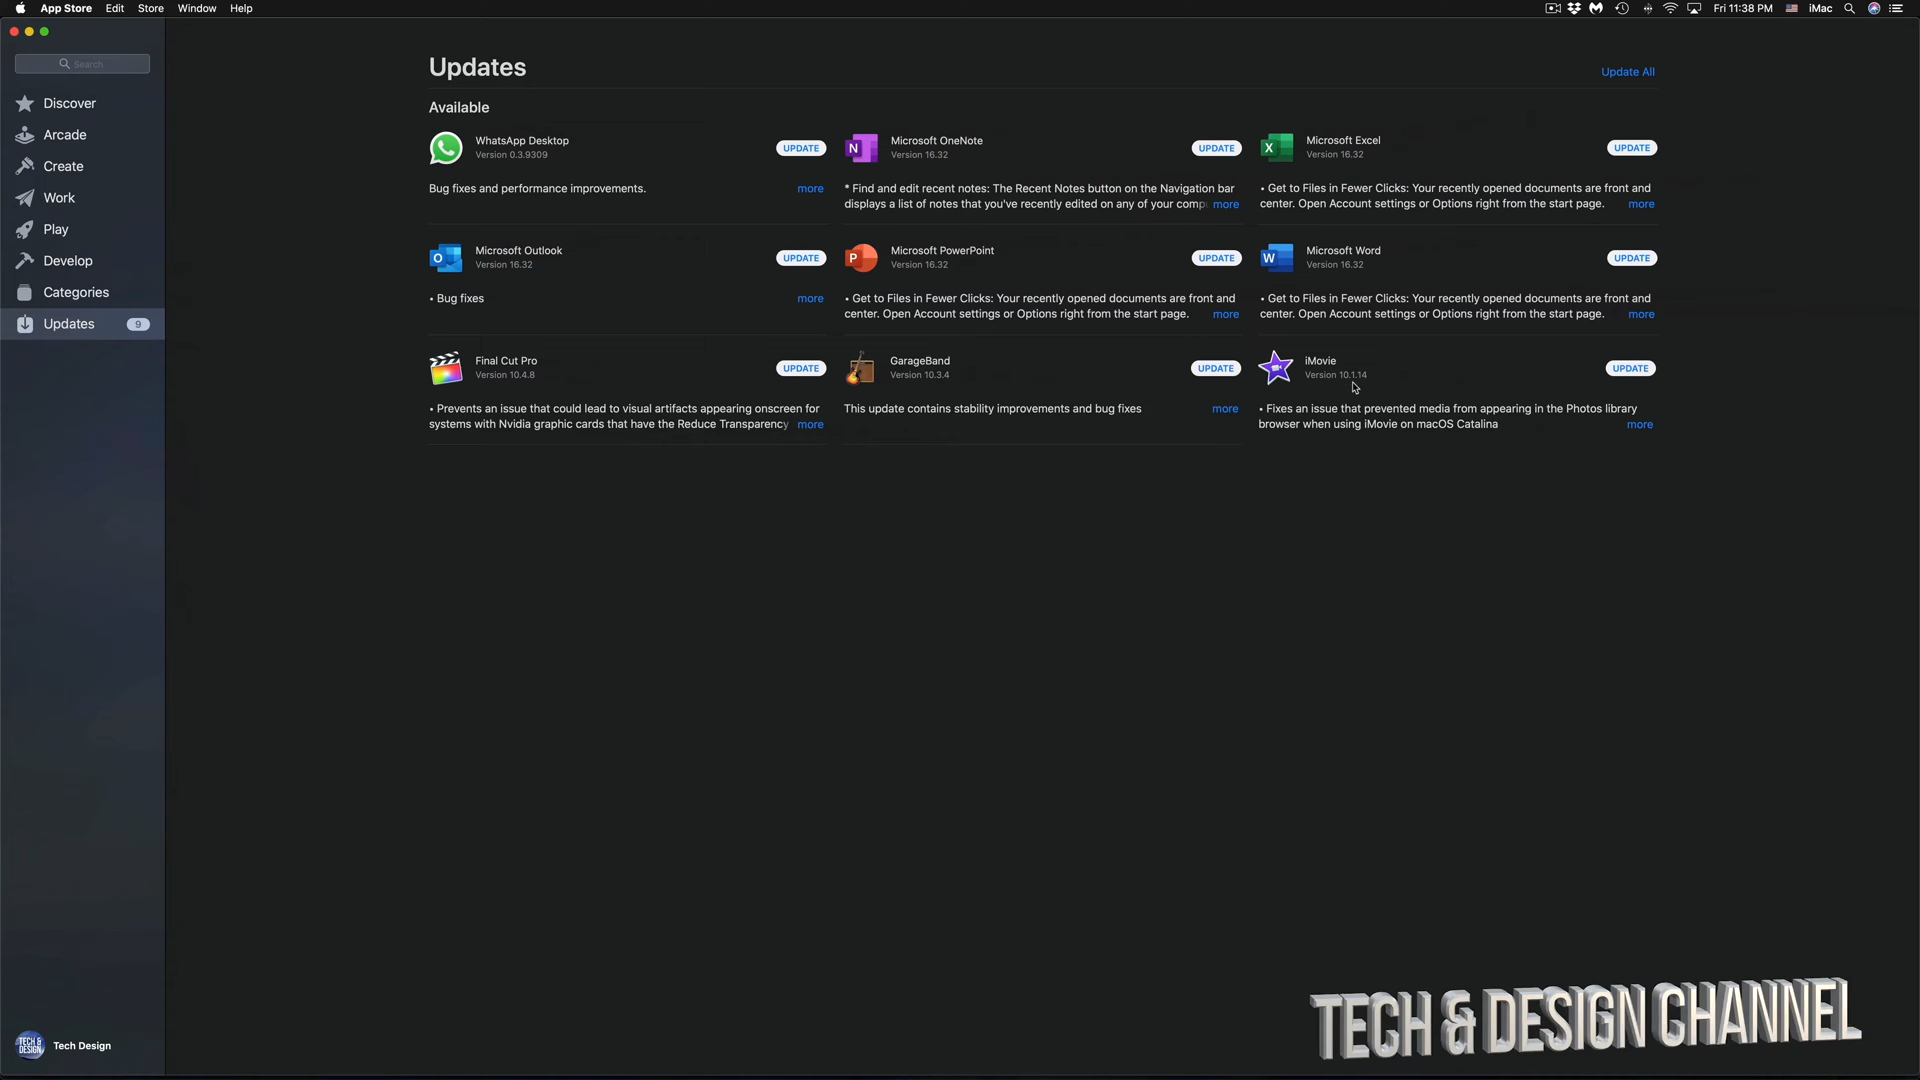 App Store Edit Store Window Help
Fri 11:38 PM iMac
Search
Discover
Arcade
Create
Work
Play
Develop
Categories
Updates 9
Tech Design
Updates
Update All
Available
WhatsApp Desktop
Version 0.3.9309
UPDATE
Bug fixes and performance improvements.
more
Microsoft OneNote
Version 16.32
UPDATE
* Find and edit recent notes: The Recent Notes button on the Navigation bar
displays a list of notes that you've recently edited on any of your comp
more
Microsoft Excel
Version 16.32
UPDATE
• Get to Files in Fewer Clicks: Your recently opened documents are front and
center. Open Account settings or Options right from the start page.
more
Microsoft Outlook
Version 16.32
UPDATE
• Bug fixes
more
Microsoft PowerPoint
Version 16.32
UPDATE
• Get to Files in Fewer Clicks: Your recently opened documents are front and
center. Open Account settings or Options right from the start page.
more
Microsoft Word
Version 16.32
UPDATE
• Get to Files in Fewer Clicks: Your recently opened documents are front and
center. Open Account settings or Options right from the start page.
more
Final Cut Pro
Version 10.4.8
UPDATE
• Prevents an issue that could lead to visual artifacts appearing onscreen for
systems with Nvidia graphic cards that have the Reduce Transparency
more
GarageBand
Version 10.3.4
UPDATE
This update contains stability improvements and bug fixes
more
iMovie
Version 10.1.14
UPDATE
• Fixes an issue that prevented media from appearing in the Photos library
browser when using iMovie on macOS Catalina
more
TECH & DESIGN
TECH & DESIGN CHANNEL